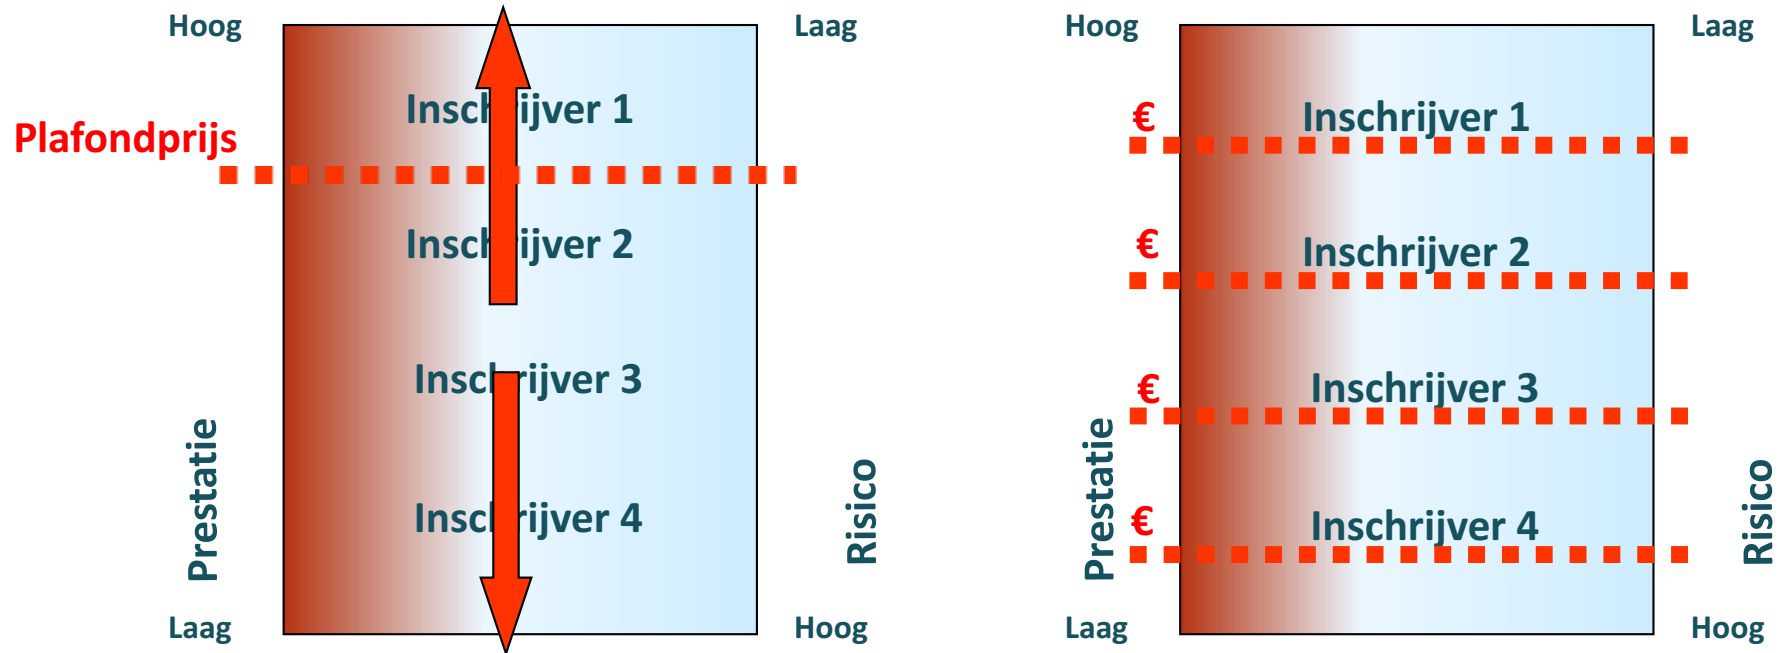 Hoog
Laag
Inschrijver 1
Plafondprijs
Inschrijver 2
Inschrijver 3
Inschrijver 4
Prestatie
Risico
Laag
Hoog
Hoog
Laag
€
Inschrijver 1
€
Inschrijver 2
€
Inschrijver 3
€
Inschrijver 4
Prestatie
Risico
Laag
Hoog